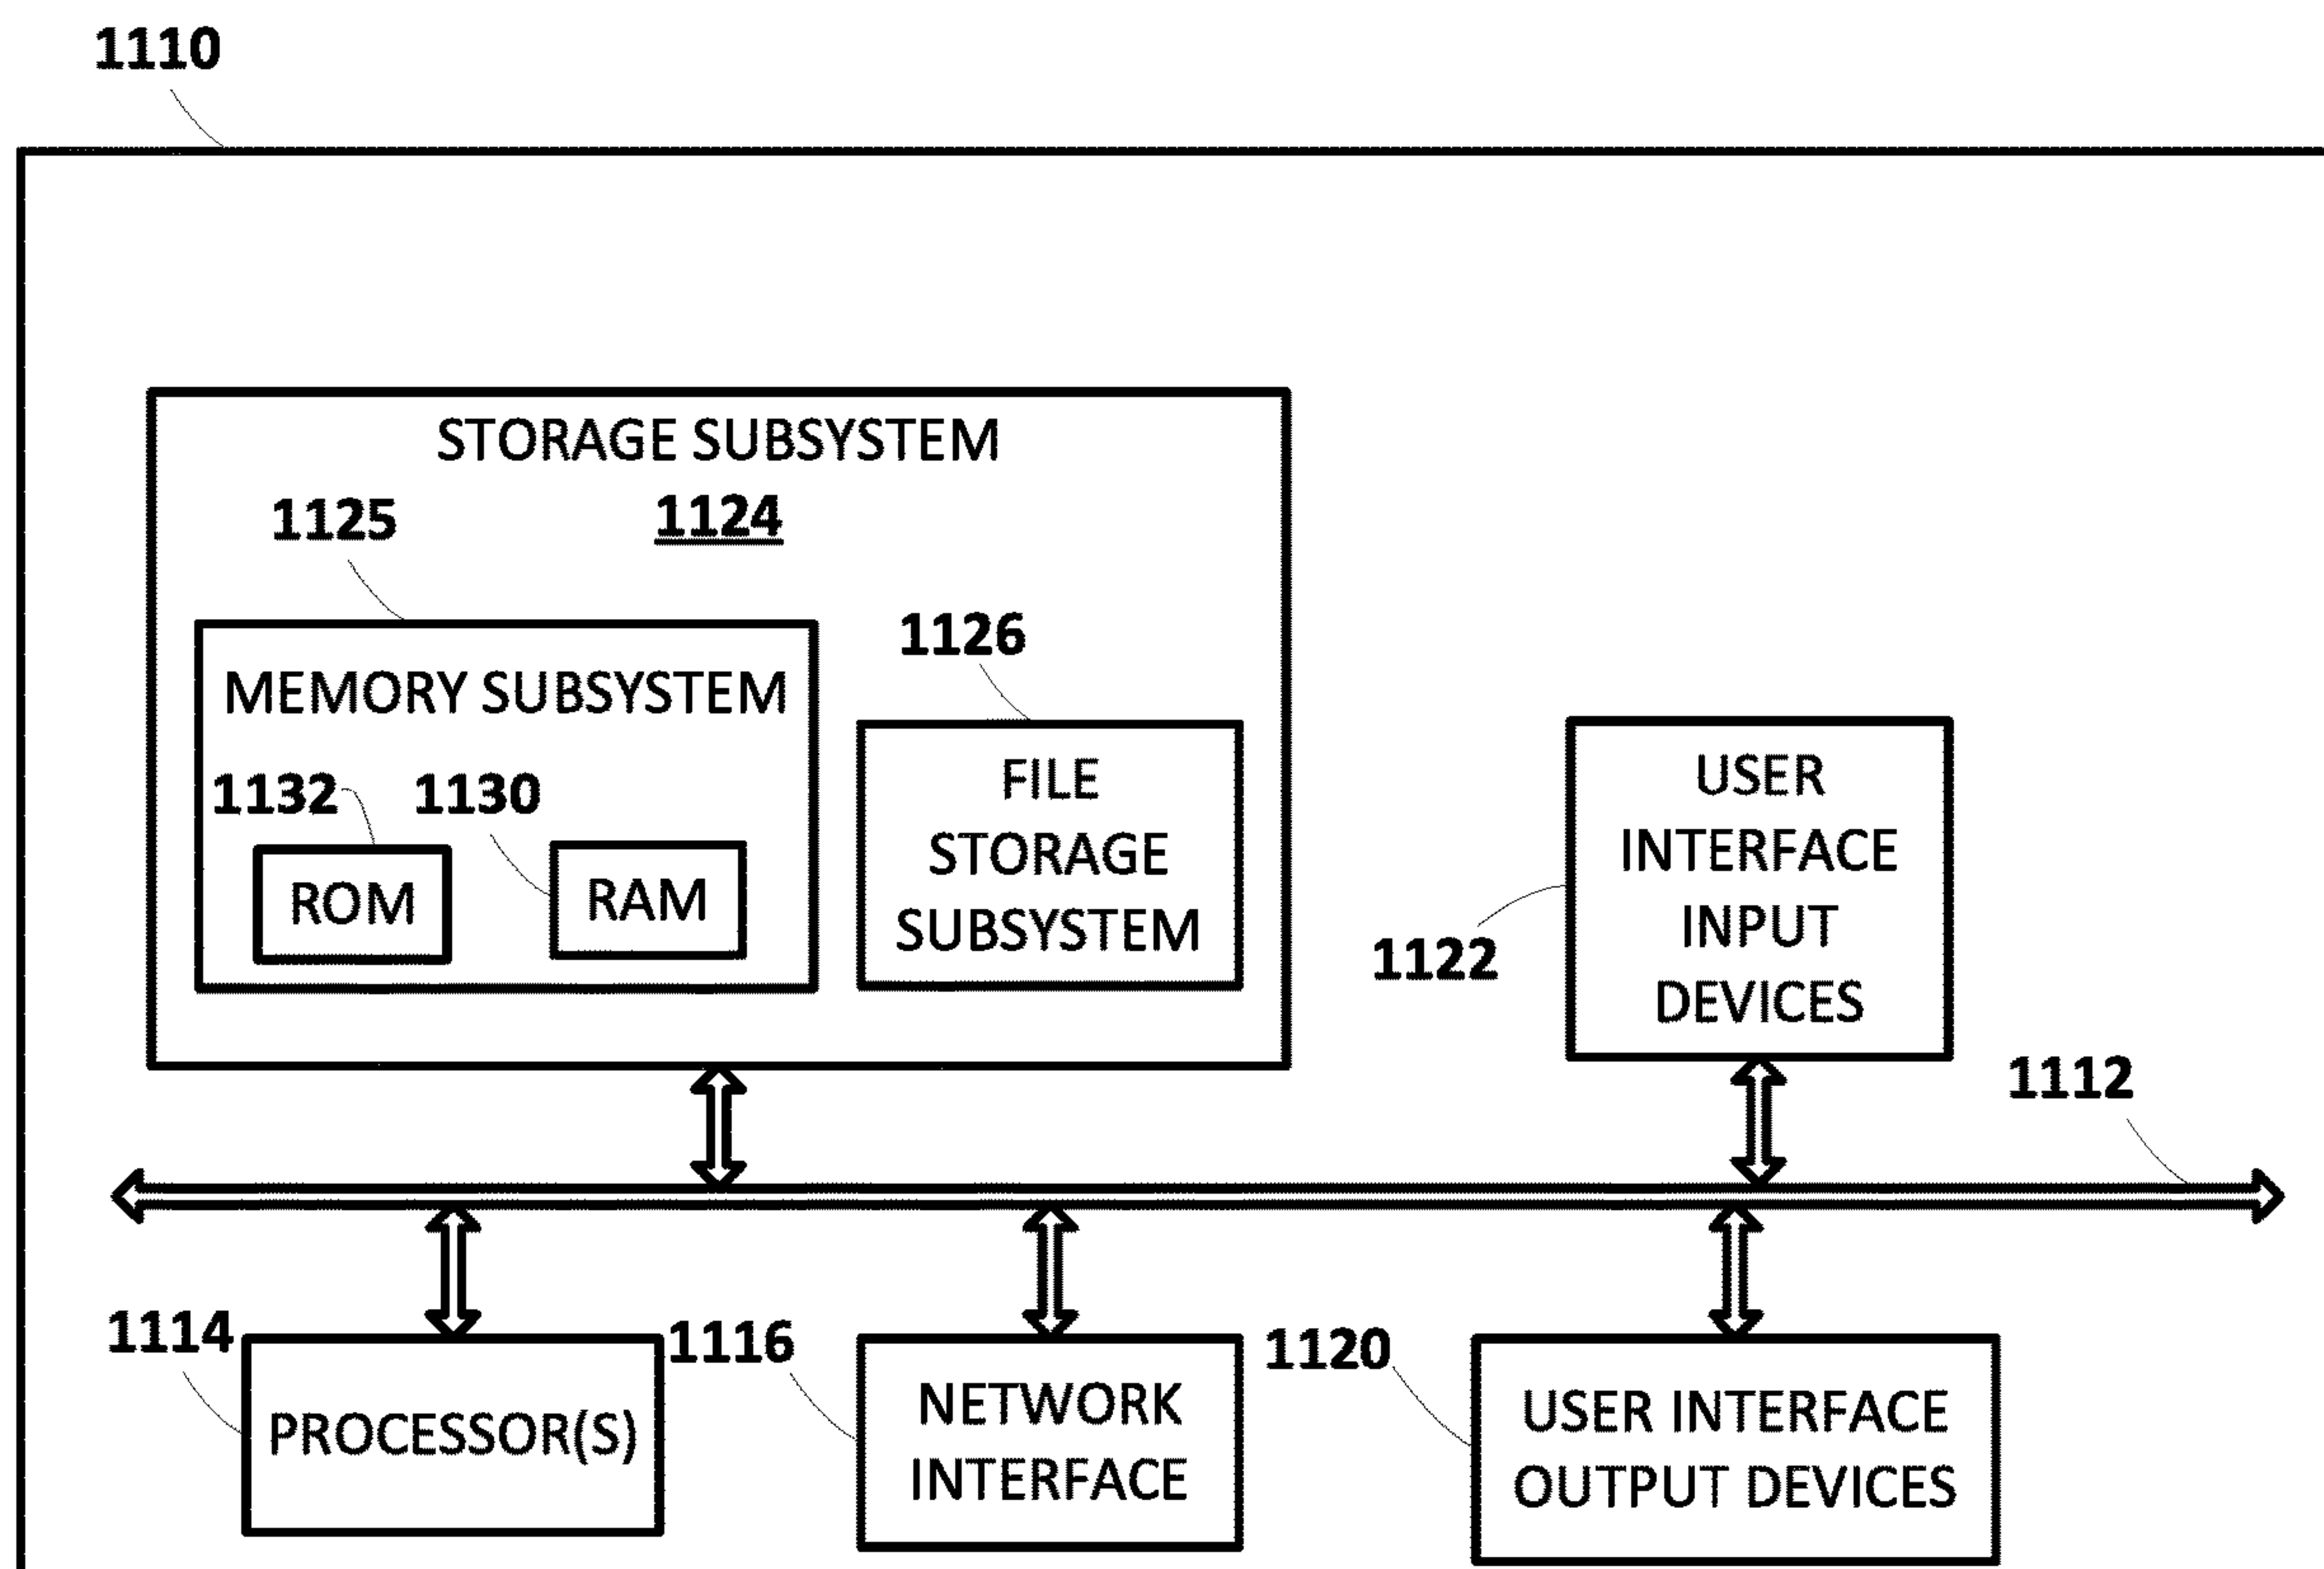 1110
STORAGE SUBSYSTEM
1124
1125
MEMORY SUBSYSTEM
1132
1130
ROM
RAM
1126
FILE
STORAGE
SUBSYSTEM
USER
INTERFACE
INPUT
DEVICES
1122
1112
1114
PROCESSOR(S)
1116
NETWORK
INTERFACE
1120
USER INTERFACE
OUTPUT DEVICES